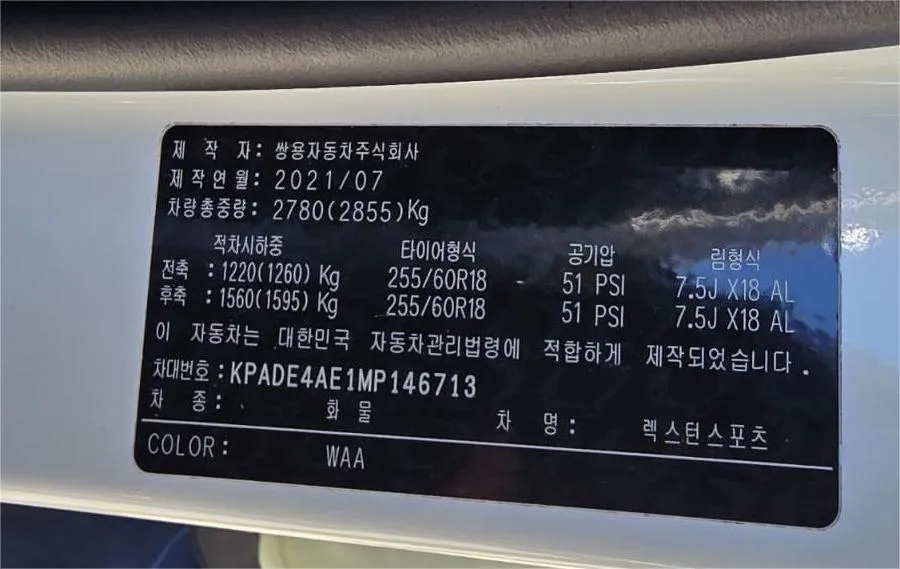 제 작 자: 쌍용자동차주식회사
제작연월: 2021/07
차량총중량: 2780(2855)Kg
적차시하중 타이어형식 공기압 림형식
전축 :1220(1260) Kg 255/60R18 51 PSI 7.5J X18 AL
후축 :1560(1595) Kg 255/60R18 51 PSI 7.5J X18 AL
이 자동차는 대한민국 자동차관리법령에 적합하게 제작되었습니다.
차대번호:KPADE4AE1MP146713
차 종: 화 물 차 명: 렉스턴스포츠
COLOR: WAA